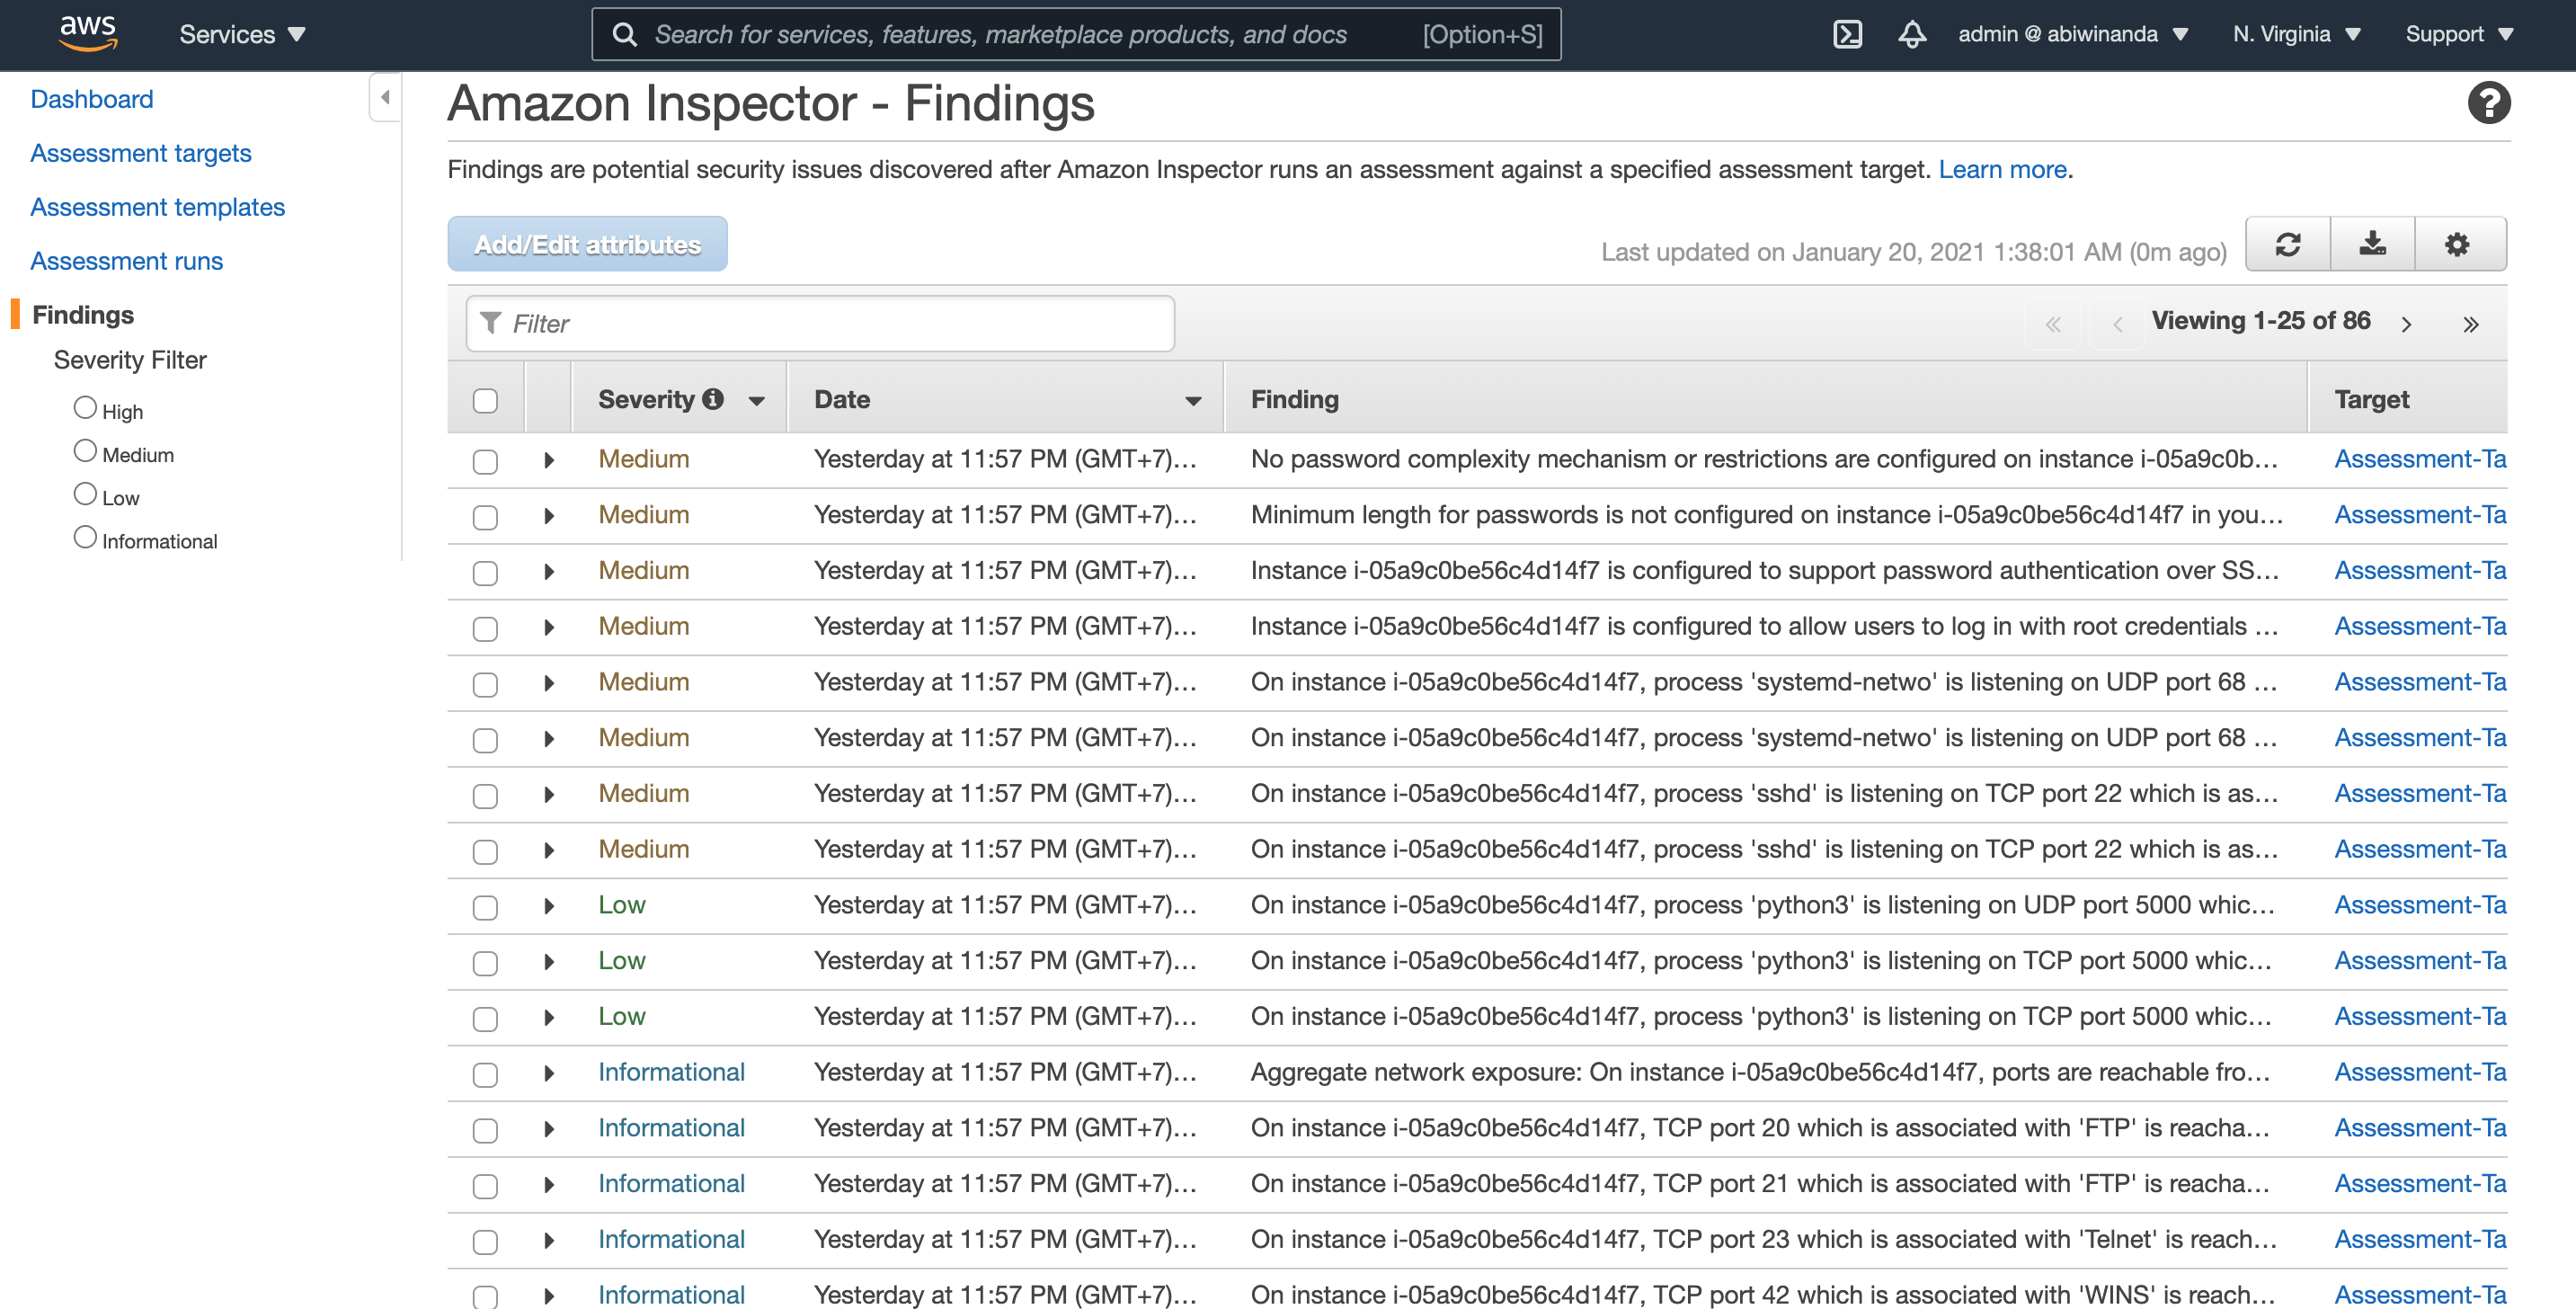 aws Services Search for services, features, marketplace products, and docs [Option+S] admin @ abiwinanda N. Virginia Support
Dashboard
Assessment targets
Assessment templates
Assessment runs
Findings
Severity Filter
High
Medium
Low
Informational
Amazon Inspector - Findings
Findings are potential security issues discovered after Amazon Inspector runs an assessment against a specified assessment target. Learn more.
Add/Edit attributes Last updated on January 20, 2021 1:38:01 AM (0m ago)
Filter Viewing 1-25 of 86
Severity Date Finding Target
Medium Yesterday at 11:57 PM (GMT+7)... No password complexity mechanism or restrictions are configured on instance i-05a9c0b... Assessment-Ta
Medium Yesterday at 11:57 PM (GMT+7)... Minimum length for passwords is not configured on instance i-05a9c0be56c4d14f7 in you... Assessment-Ta
Medium Yesterday at 11:57 PM (GMT+7)... Instance i-05a9c0be56c4d14f7 is configured to support password authentication over SS... Assessment-Ta
Medium Yesterday at 11:57 PM (GMT+7)... Instance i-05a9c0be56c4d14f7 is configured to allow users to log in with root credentials ... Assessment-Ta
Medium Yesterday at 11:57 PM (GMT+7)... On instance i-05a9c0be56c4d14f7, process 'systemd-netwo' is listening on UDP port 68 ... Assessment-Ta
Medium Yesterday at 11:57 PM (GMT+7)... On instance i-05a9c0be56c4d14f7, process 'systemd-netwo' is listening on UDP port 68 ... Assessment-Ta
Medium Yesterday at 11:57 PM (GMT+7)... On instance i-05a9c0be56c4d14f7, process 'sshd' is listening on TCP port 22 which is as... Assessment-Ta
Medium Yesterday at 11:57 PM (GMT+7)... On instance i-05a9c0be56c4d14f7, process 'sshd' is listening on TCP port 22 which is as... Assessment-Ta
Low Yesterday at 11:57 PM (GMT+7)... On instance i-05a9c0be56c4d14f7, process 'python3' is listening on UDP port 5000 whic... Assessment-Ta
Low Yesterday at 11:57 PM (GMT+7)... On instance i-05a9c0be56c4d14f7, process 'python3' is listening on TCP port 5000 whic... Assessment-Ta
Low Yesterday at 11:57 PM (GMT+7)... On instance i-05a9c0be56c4d14f7, process 'python3' is listening on TCP port 5000 whic... Assessment-Ta
Informational Yesterday at 11:57 PM (GMT+7)... Aggregate network exposure: On instance i-05a9c0be56c4d14f7, ports are reachable fro... Assessment-Ta
Informational Yesterday at 11:57 PM (GMT+7)... On instance i-05a9c0be56c4d14f7, TCP port 20 which is associated with 'FTP' is reacha... Assessment-Ta
Informational Yesterday at 11:57 PM (GMT+7)... On instance i-05a9c0be56c4d14f7, TCP port 21 which is associated with 'FTP' is reacha... Assessment-Ta
Informational Yesterday at 11:57 PM (GMT+7)... On instance i-05a9c0be56c4d14f7, TCP port 23 which is associated with 'Telnet' is reach... Assessment-Ta
Informational Yesterday at 11:57 PM (GMT+7)... On instance i-05a9c0be56c4d14f7, TCP port 42 which is associated with 'WINS' is reach... Assessment-Ta